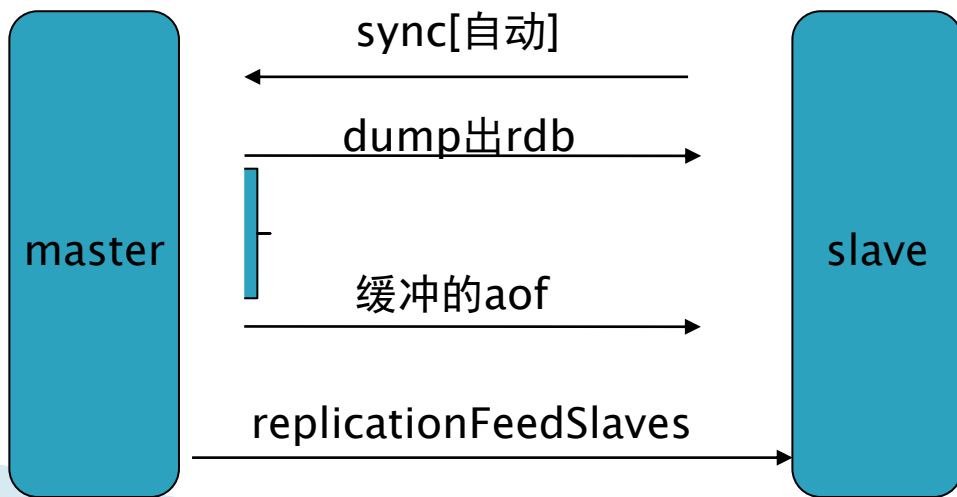 sync[自动]
dump出rdb
master
slave
缓冲的aof
replicationFeedSlaves